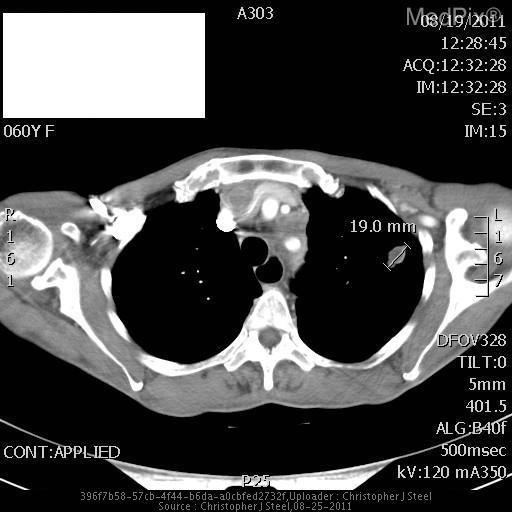 A303
MedPix®
08/19/2011
12:28:45
ACQ:12:32:28
IM:12:32:28
SE:3
IM:15
060Y F
R
1
6
1
19.0 mm
L
1
6
7
DFOV328
TILT:0
5mm
401.5
ALG:B40f
500msec
kV:120 mA350
CONT:APPLIED
P25
396f7b58-57cb-4f44-b6da-a0cbfed2732f,Uploader : Christopher J Steel
Source : Christopher J Steel,08-25-2011